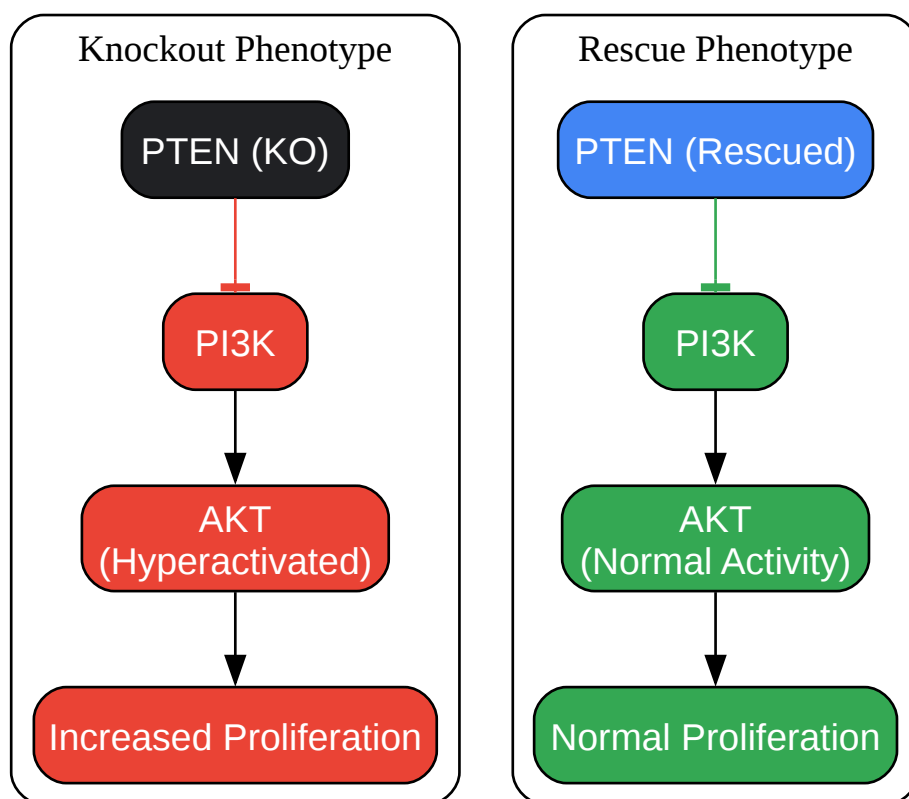 Knockout Phenotype
PTEN (KO)
PI3K
AKT
(Hyperactivated)
Increased Proliferation
Rescue Phenotype
PTEN (Rescued)
PI3K
AKT
(Normal Activity)
Normal Proliferation